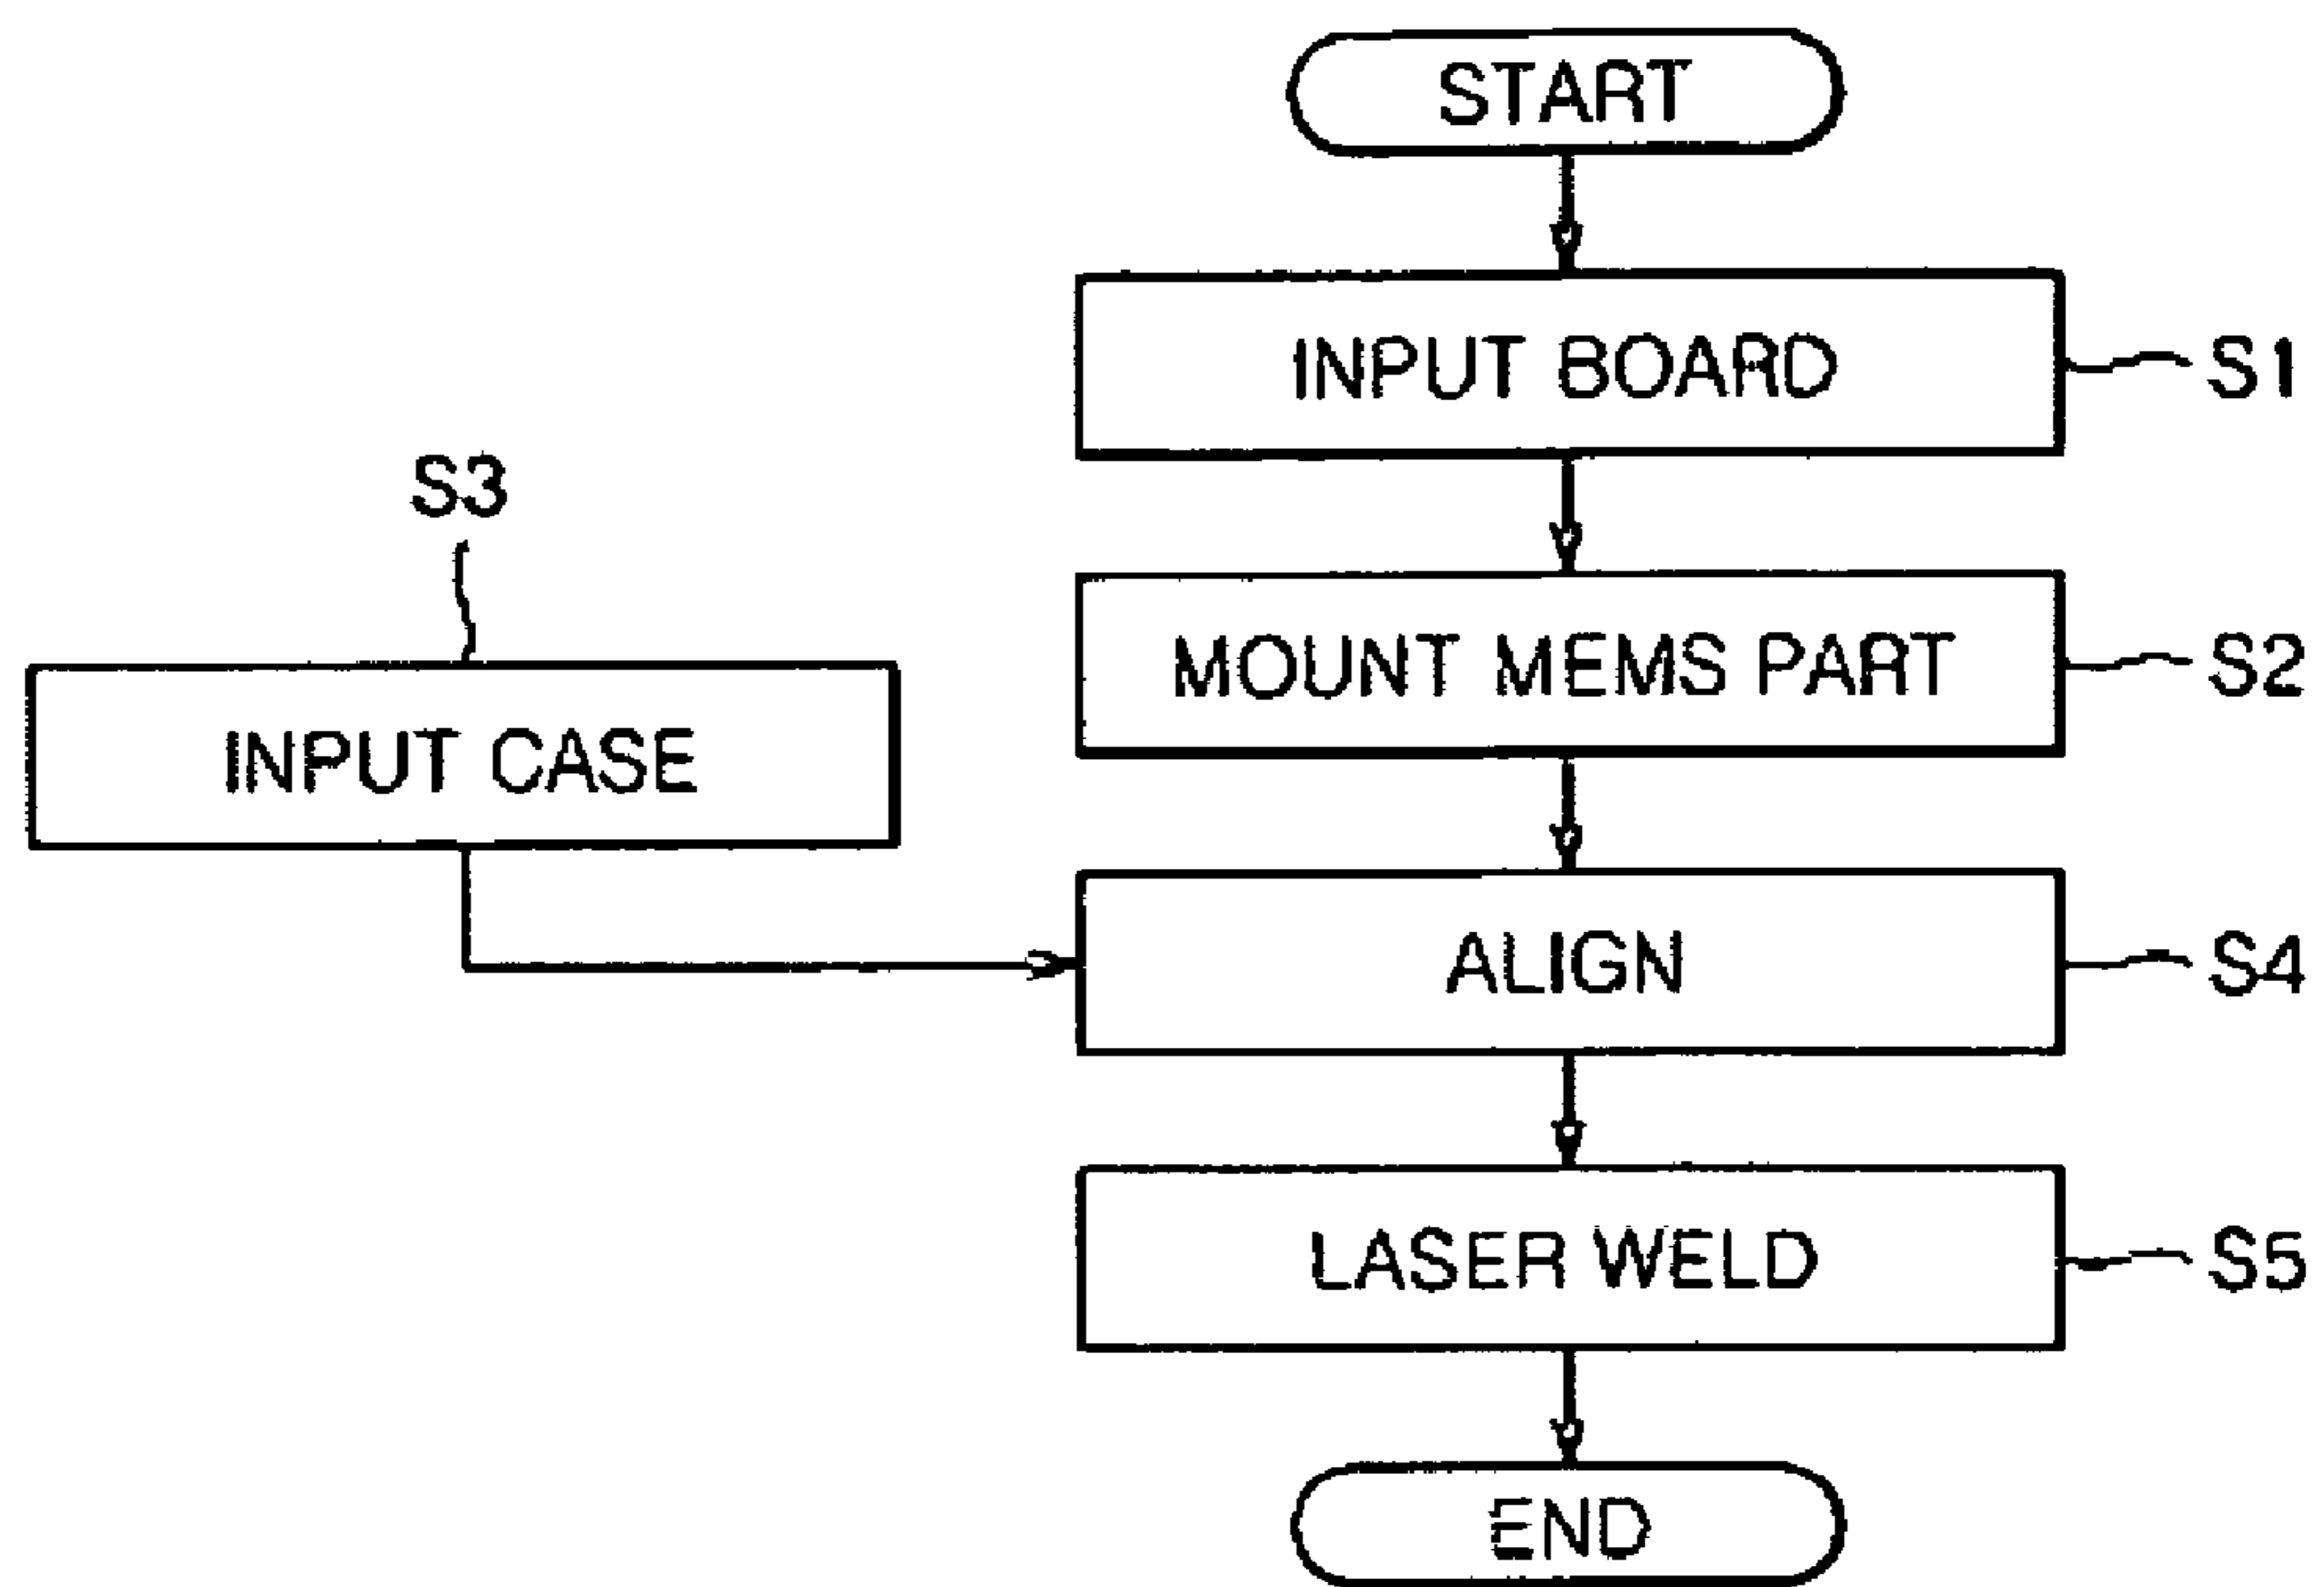 START
INPUT BOARD
S1
S3
MOUNT MEMS PART
S2
INPUT CASE
ALIGN
S4
LASER WELD
S5
END